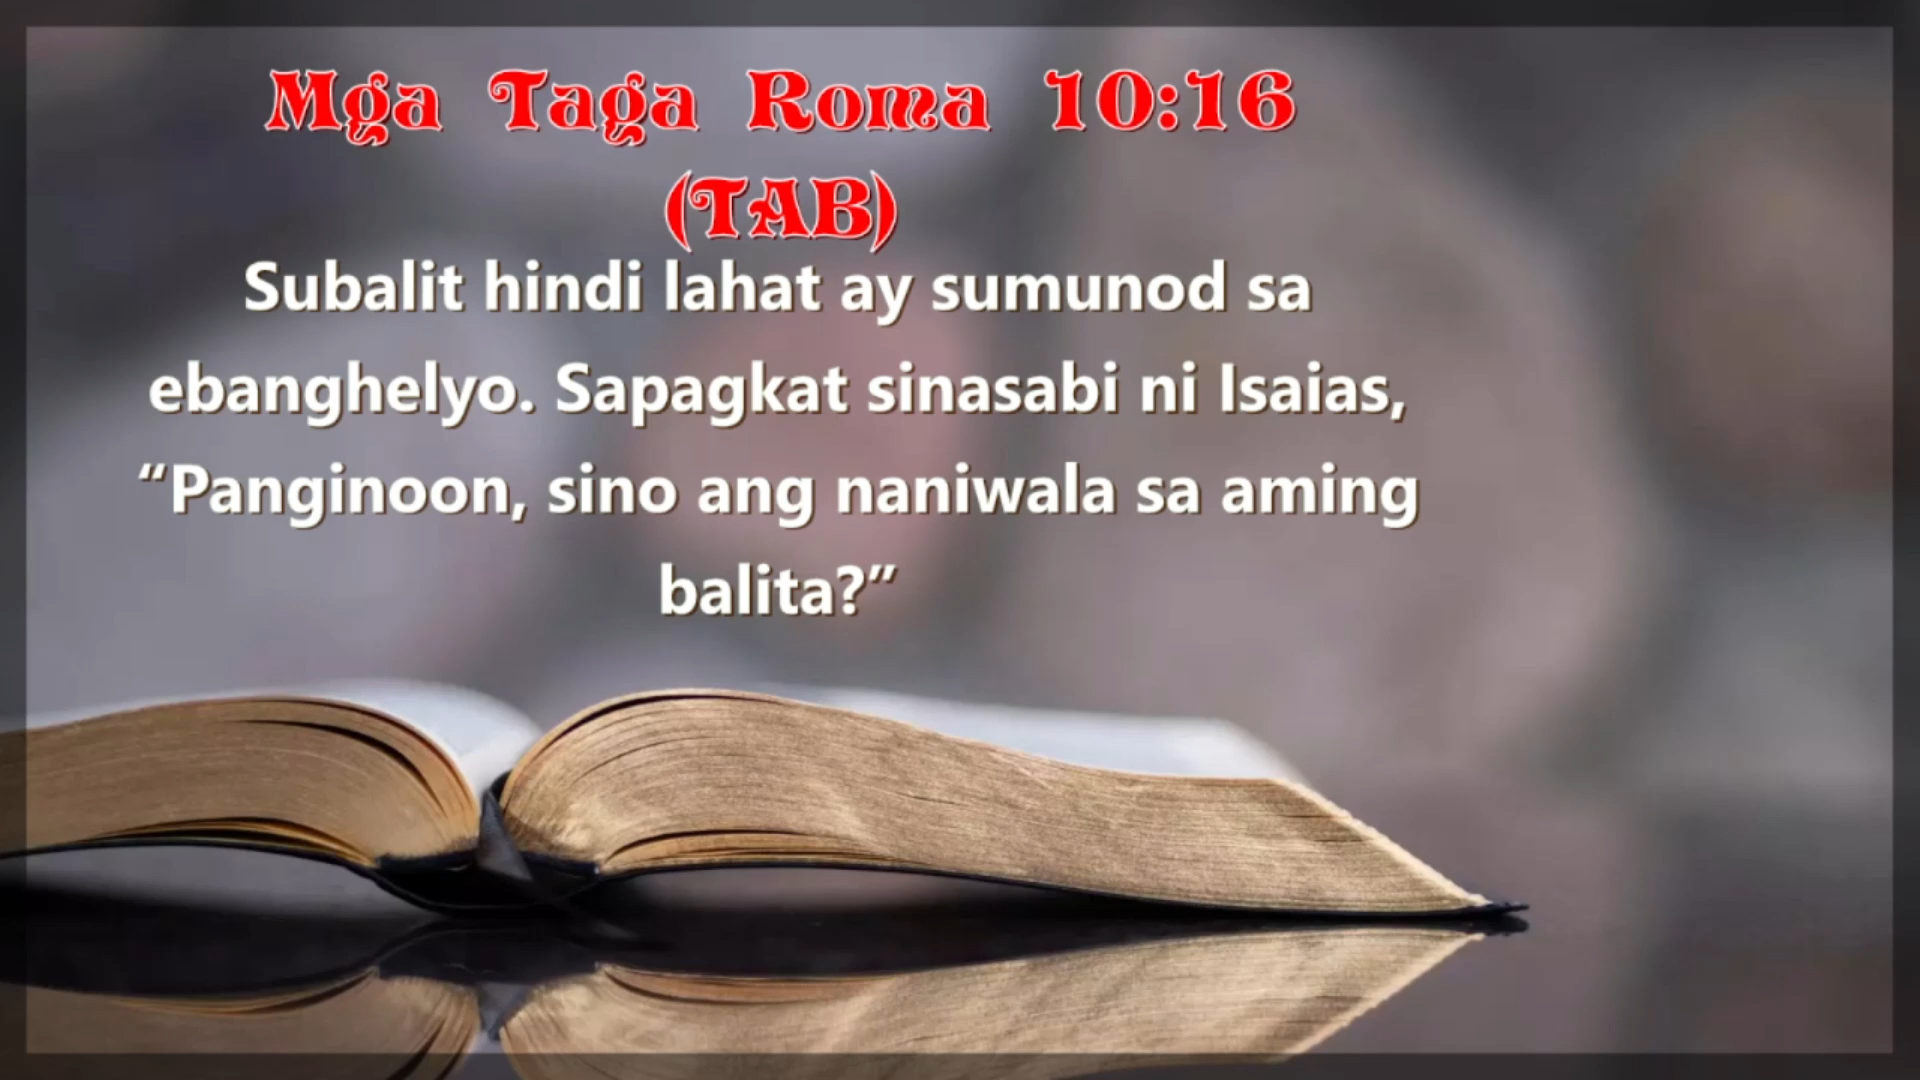 Mga Taga Roma 10:16
(TAB)
Subalit hindi lahat ay sumunod sa
ebanghelyo. Sapagkat sinasabi ni Isaias,
“Panginoon, sino ang naniwala sa aming
balita?”